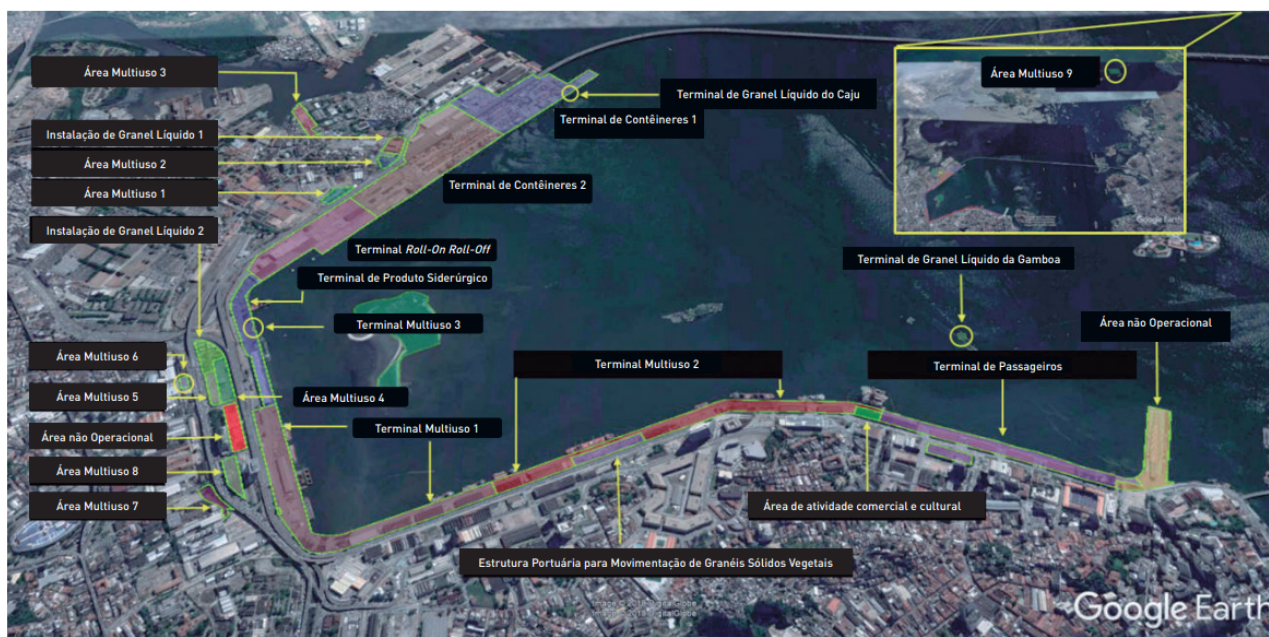 Área Multiuso 3
Área Multiuso 9
Terminal de Granel Líquido do Caju
Terminal de Contêineres 1
Instalação de Granel Líquido 1
Área Multiuso 2
Terminal de Contêineres 2
Área Multiuso 1
Google Earth
Instalação de Granel Líquido 2
Terminal Roll-On Roll-Off
Terminal de Granel Líquido da Gamboa
Terminal de Produto Siderúrgico
Terminal Multiuso 3
Área não Operacional
Área Multiuso 6
Terminal Multiuso 2
Terminal de Passageiros
Área Multiuso 5
Área Multiuso 4
Terminal Multiuso 1
Área não Operacional
Área Multiuso 8
Área Multiuso 7
Área de atividade comercial e cultural
Estrutura Portuária para Movimentação de Granéis Sólidos Vegetais
Google Earth